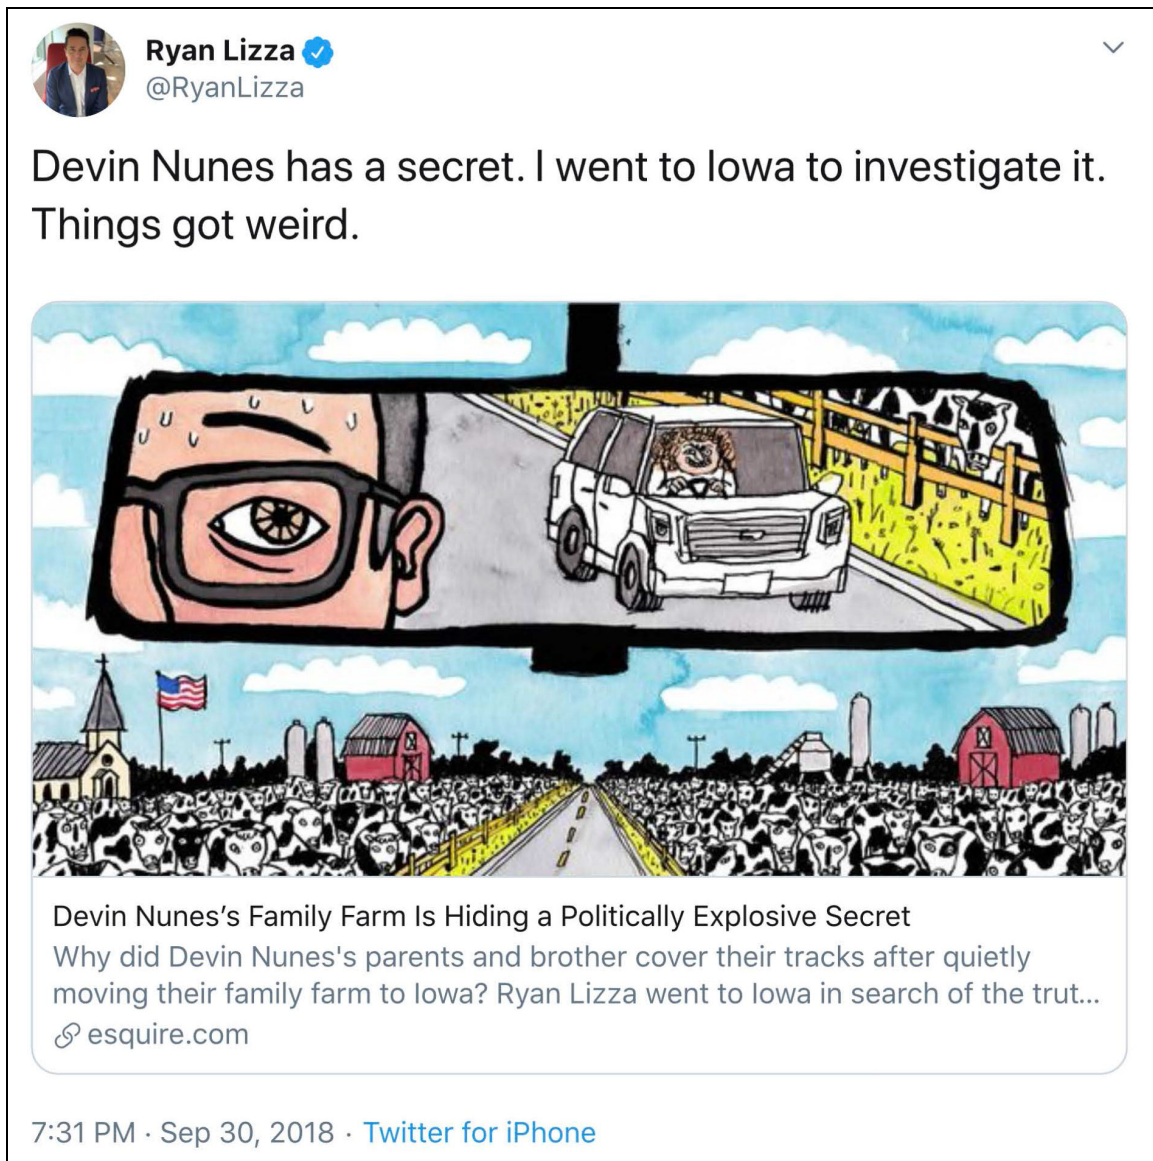 Ryan Lizza
@RyanLizza
Devin Nunes has a secret. I went to Iowa to investigate it.
Things got weird.
Devin Nunes's Family Farm Is Hiding a Politically Explosive Secret
Why did Devin Nunes's parents and brother cover their tracks after quietly
moving their family farm to Iowa? Ryan Lizza went to Iowa in search of the trut...
esquire.com
7:31 PM · Sep 30, 2018 · Twitter for iPhone